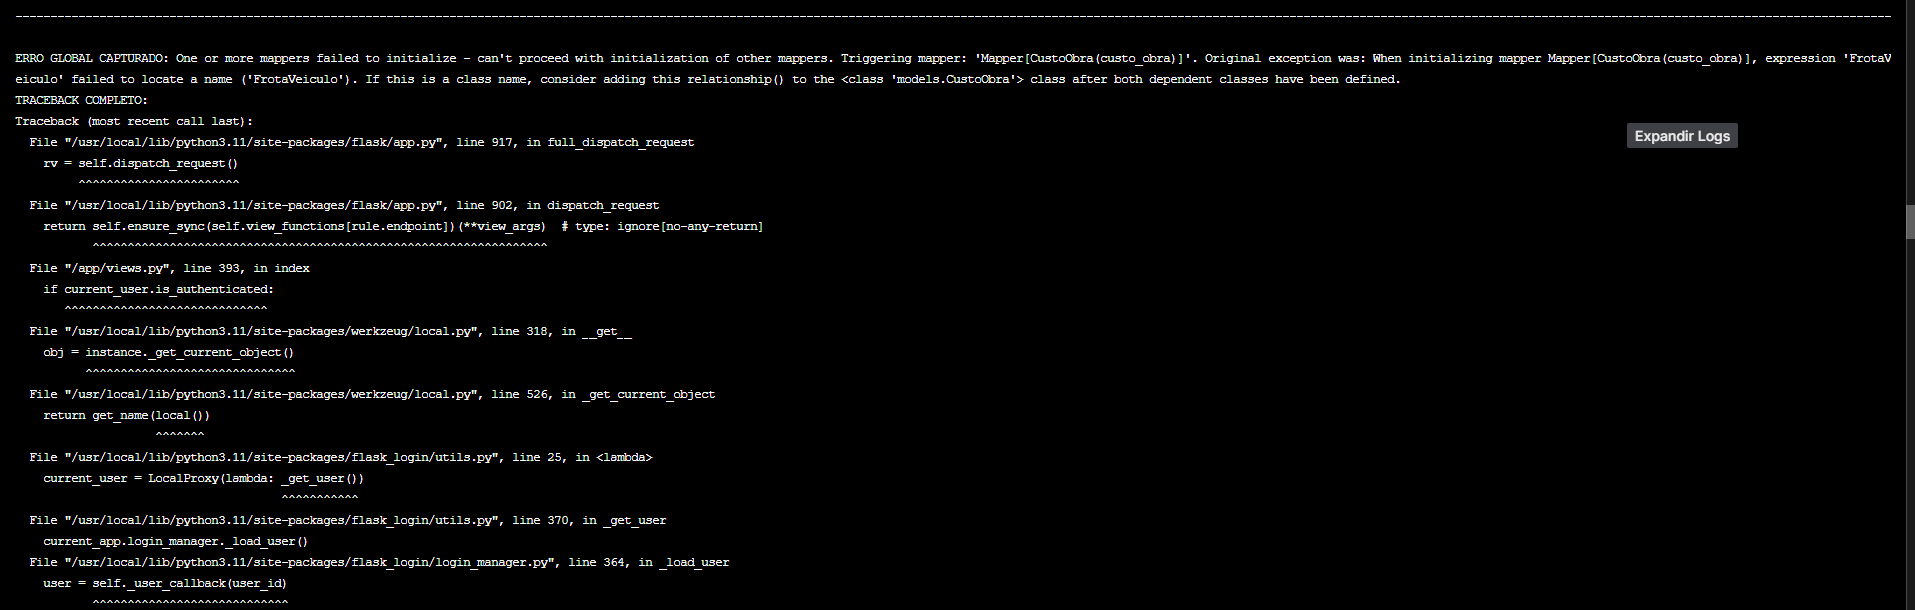 --------------------------------------------------------------------------------------------------------------------------------------------------------------------------------------------------------------------------------------------------------------------------
ERRO GLOBAL CAPTURADO: One or more mappers failed to initialize - can't proceed with initialization of other mappers. Triggering mapper: 'Mapper[CustoObra(custo_obra)]'. Original exception was: When initializing mapper Mapper[CustoObra(custo_obra)], expression 'FrotaV
eiculo' failed to locate a name ('FrotaVeiculo'). If this is a class name, consider adding this relationship() to the <class 'models.CustoObra'> class after both dependent classes have been defined.
TRACEBACK COMPLETO:
Traceback (most recent call last):
  File "/usr/local/lib/python3.11/site-packages/flask/app.py", line 917, in full_dispatch_request
Expandir Logs
    rv = self.dispatch_request()
         ^^^^^^^^^^^^^^^^^^^^^^^
  File "/usr/local/lib/python3.11/site-packages/flask/app.py", line 902, in dispatch_request
    return self.ensure_sync(self.view_functions[rule.endpoint])(**view_args)  # type: ignore[no-any-return]
           ^^^^^^^^^^^^^^^^^^^^^^^^^^^^^^^^^^^^^^^^^^^^^^^^^^^^^^^^^^^^^^^^^
  File "/app/views.py", line 393, in index
    if current_user.is_authenticated:
       ^^^^^^^^^^^^^^^^^^^^^^^^^^^^^
  File "/usr/local/lib/python3.11/site-packages/werkzeug/local.py", line 318, in __get__
    obj = instance._get_current_object()
          ^^^^^^^^^^^^^^^^^^^^^^^^^^^^^^
  File "/usr/local/lib/python3.11/site-packages/werkzeug/local.py", line 526, in _get_current_object
    return get_name(local())
                    ^^^^^^^
  File "/usr/local/lib/python3.11/site-packages/flask_login/utils.py", line 25, in <lambda>
    current_user = LocalProxy(lambda: _get_user())
                                      ^^^^^^^^^^^
  File "/usr/local/lib/python3.11/site-packages/flask_login/utils.py", line 370, in _get_user
    current_app.login_manager._load_user()
  File "/usr/local/lib/python3.11/site-packages/flask_login/login_manager.py", line 364, in _load_user
    user = self._user_callback(user_id)
           ^^^^^^^^^^^^^^^^^^^^^^^^^^^^